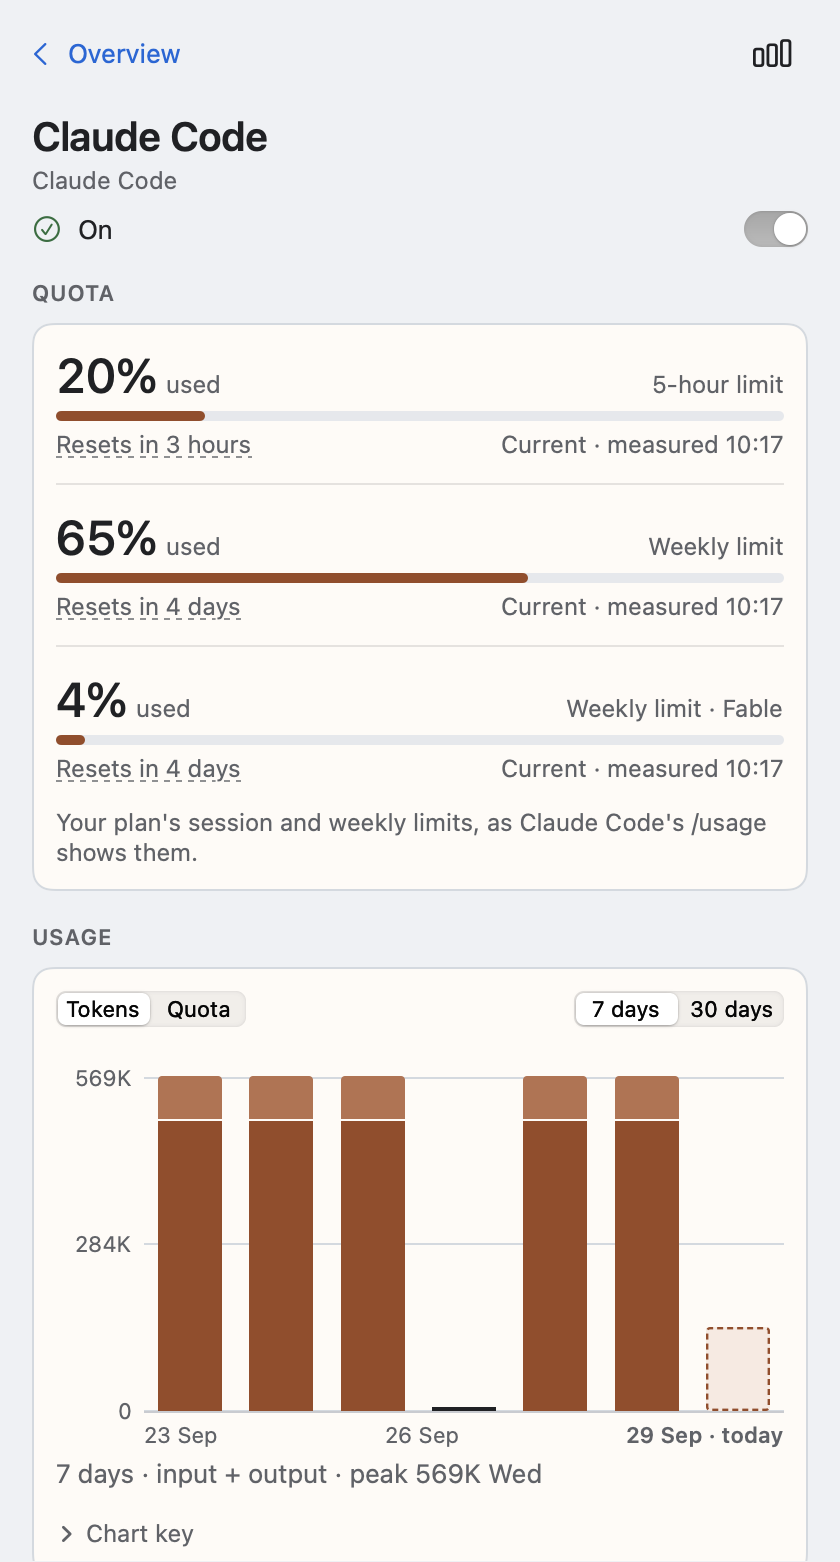 Overview
Claude Code
Claude Code
On
QUOTA
20% used 5-hour limit
Resets in 3 hours Current · measured 10:17
65% used Weekly limit
Resets in 4 days Current · measured 10:17
4% used Weekly limit · Fable
Resets in 4 days Current · measured 10:17
Your plan's session and weekly limits, as Claude Code's /usage
shows them.
USAGE
Tokens Quota 7 days 30 days
569K
284K
0
23 Sep 26 Sep 29 Sep · today
7 days · input + output · peak 569K Wed
Chart key